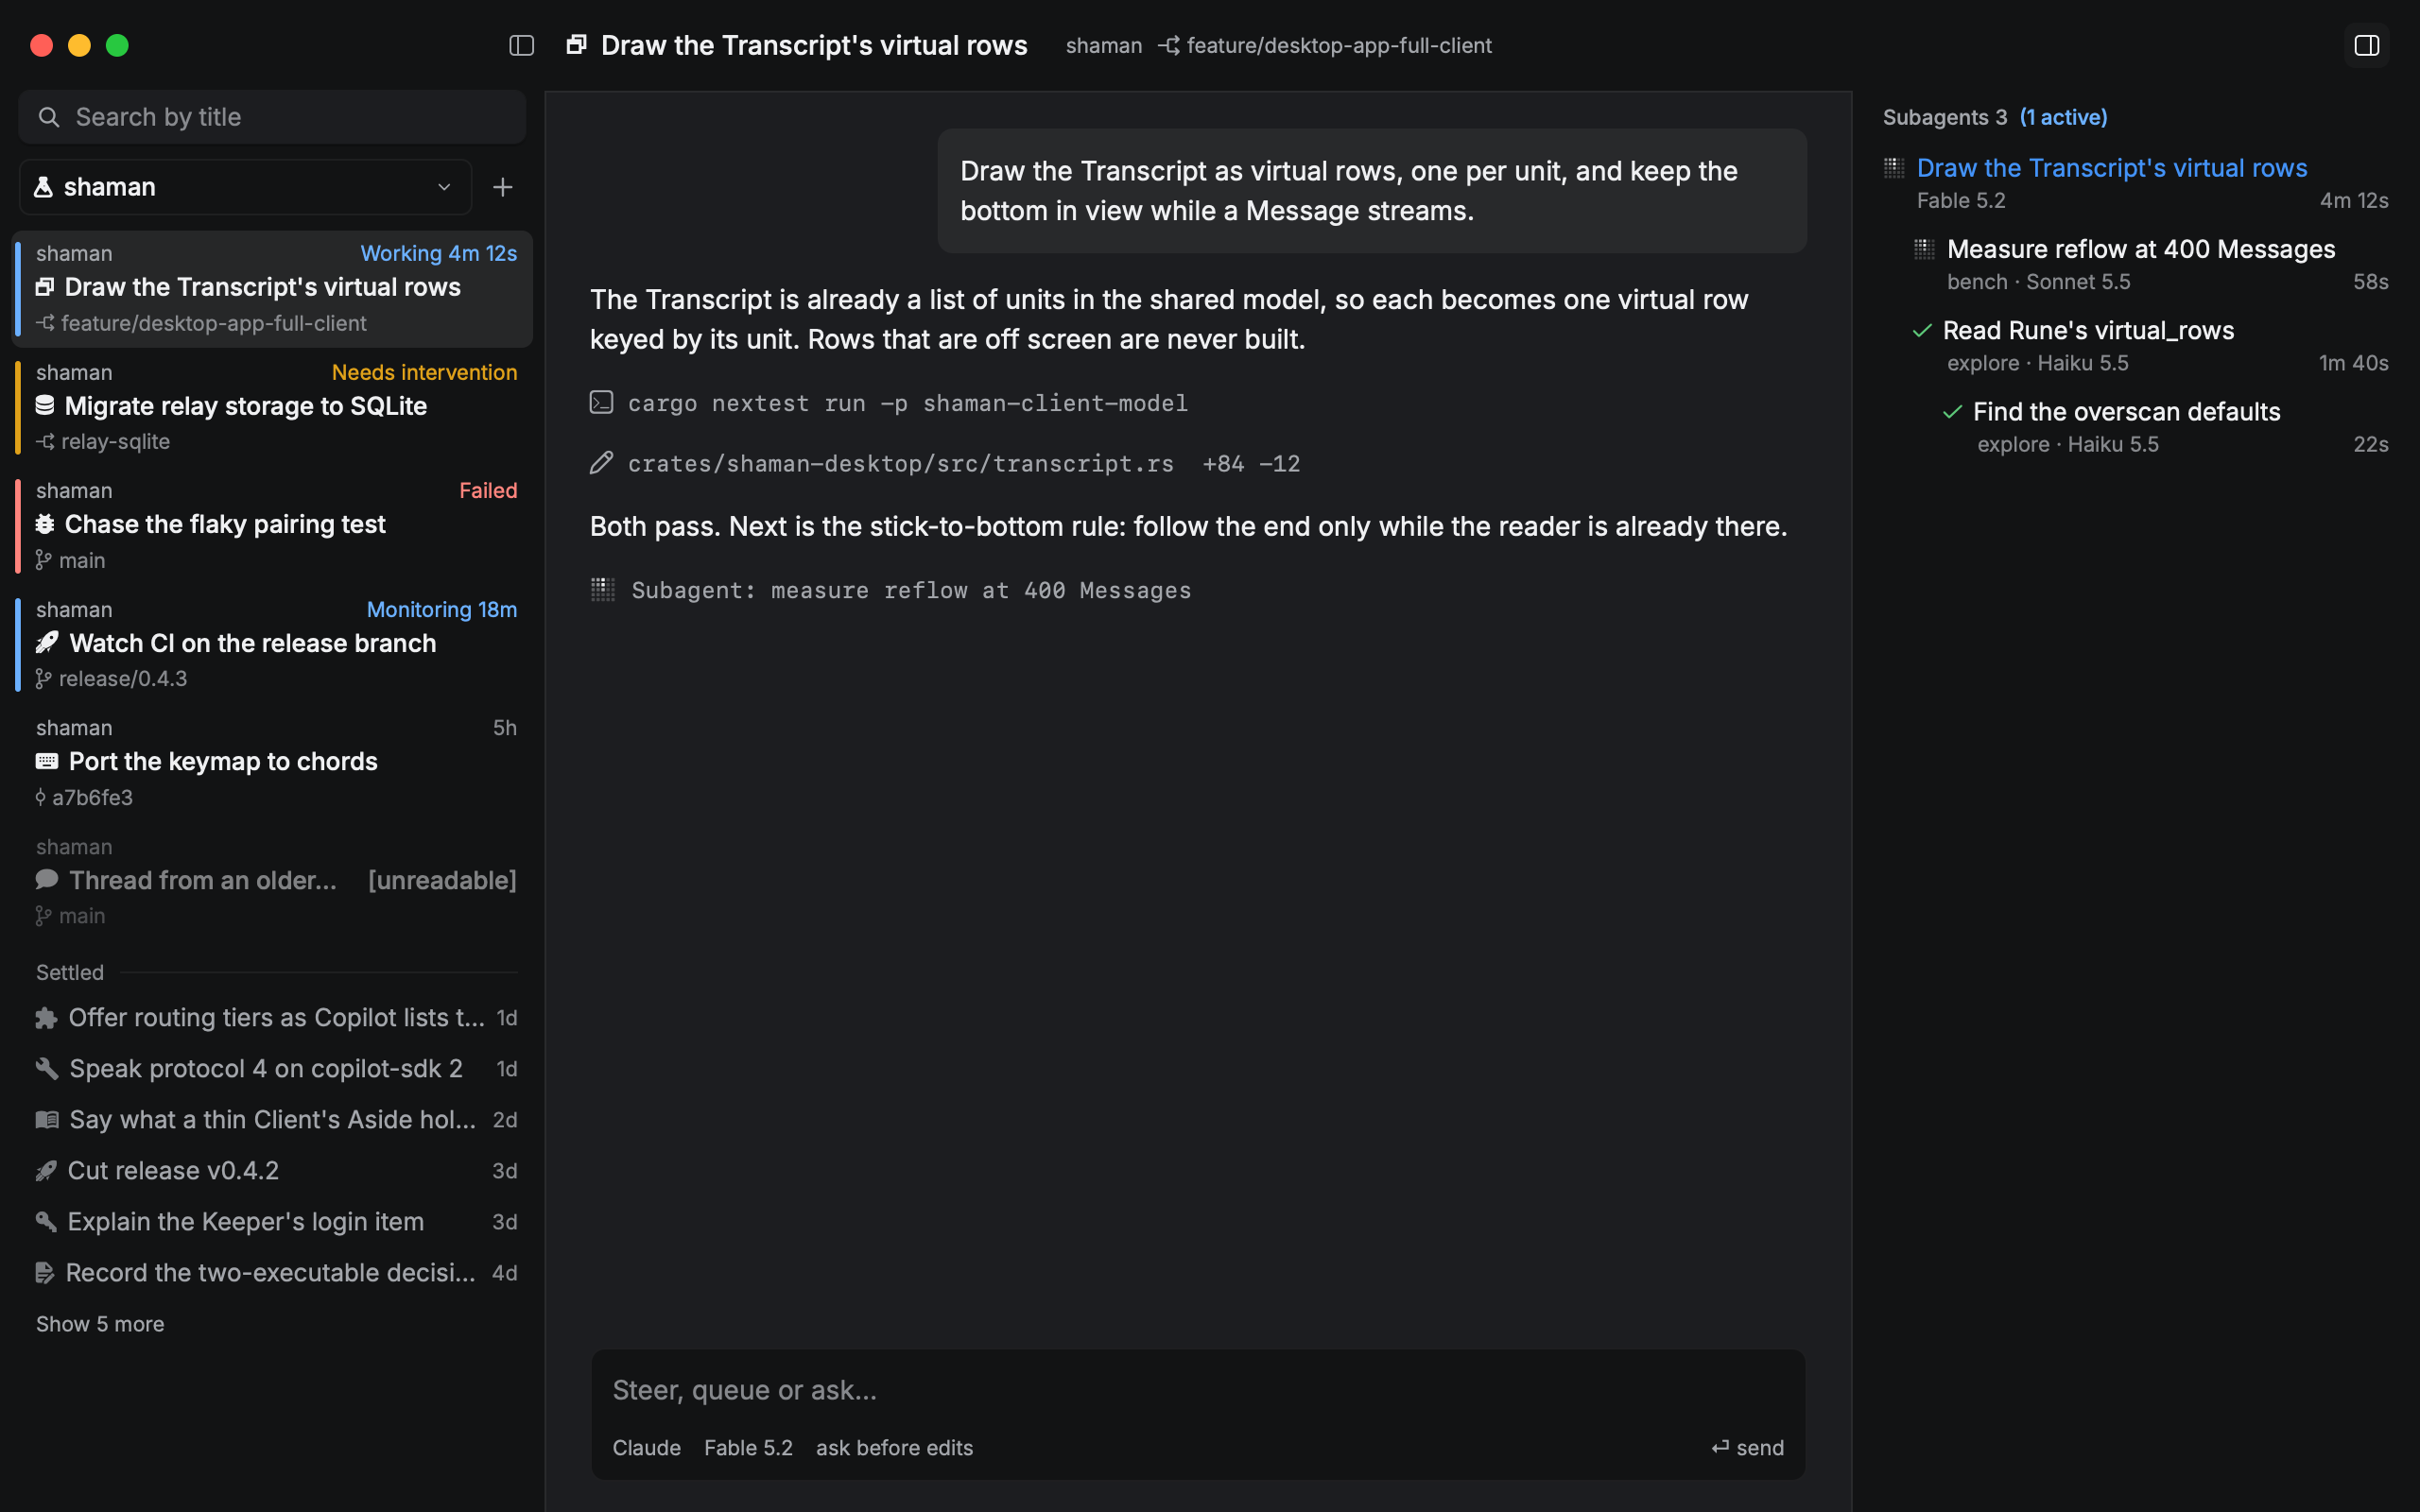 Draw the Transcript's virtual rows
shaman feature/desktop-app-full-client
Search by title
shaman
shaman Working 4m 12s
Draw the Transcript's virtual rows
feature/desktop-app-full-client
shaman Needs intervention
Migrate relay storage to SQLite
relay-sqlite
shaman Failed
Chase the flaky pairing test
main
shaman Monitoring 18m
Watch CI on the release branch
release/0.4.3
shaman 5h
Port the keymap to chords
a7b6fe3
shaman
Thread from an older... [unreadable]
main
Settled
Offer routing tiers as Copilot lists t... 1d
Speak protocol 4 on copilot-sdk 2 1d
Say what a thin Client's Aside hol... 2d
Cut release v0.4.2 3d
Explain the Keeper's login item 3d
Record the two-executable decisi... 4d
Show 5 more
Draw the Transcript as virtual rows, one per unit, and keep the
bottom in view while a Message streams.
The Transcript is already a list of units in the shared model, so each becomes one virtual row
keyed by its unit. Rows that are off screen are never built.
cargo nextest run -p shaman-client-model
crates/shaman-desktop/src/transcript.rs +84 -12
Both pass. Next is the stick-to-bottom rule: follow the end only while the reader is already there.
Subagent: measure reflow at 400 Messages
Steer, queue or ask...
Claude Fable 5.2 ask before edits
send
Subagents 3 (1 active)
Draw the Transcript's virtual rows
Fable 5.2 4m 12s
Measure reflow at 400 Messages
bench · Sonnet 5.5 58s
Read Rune's virtual_rows
explore · Haiku 5.5 1m 40s
Find the overscan defaults
explore · Haiku 5.5 22s